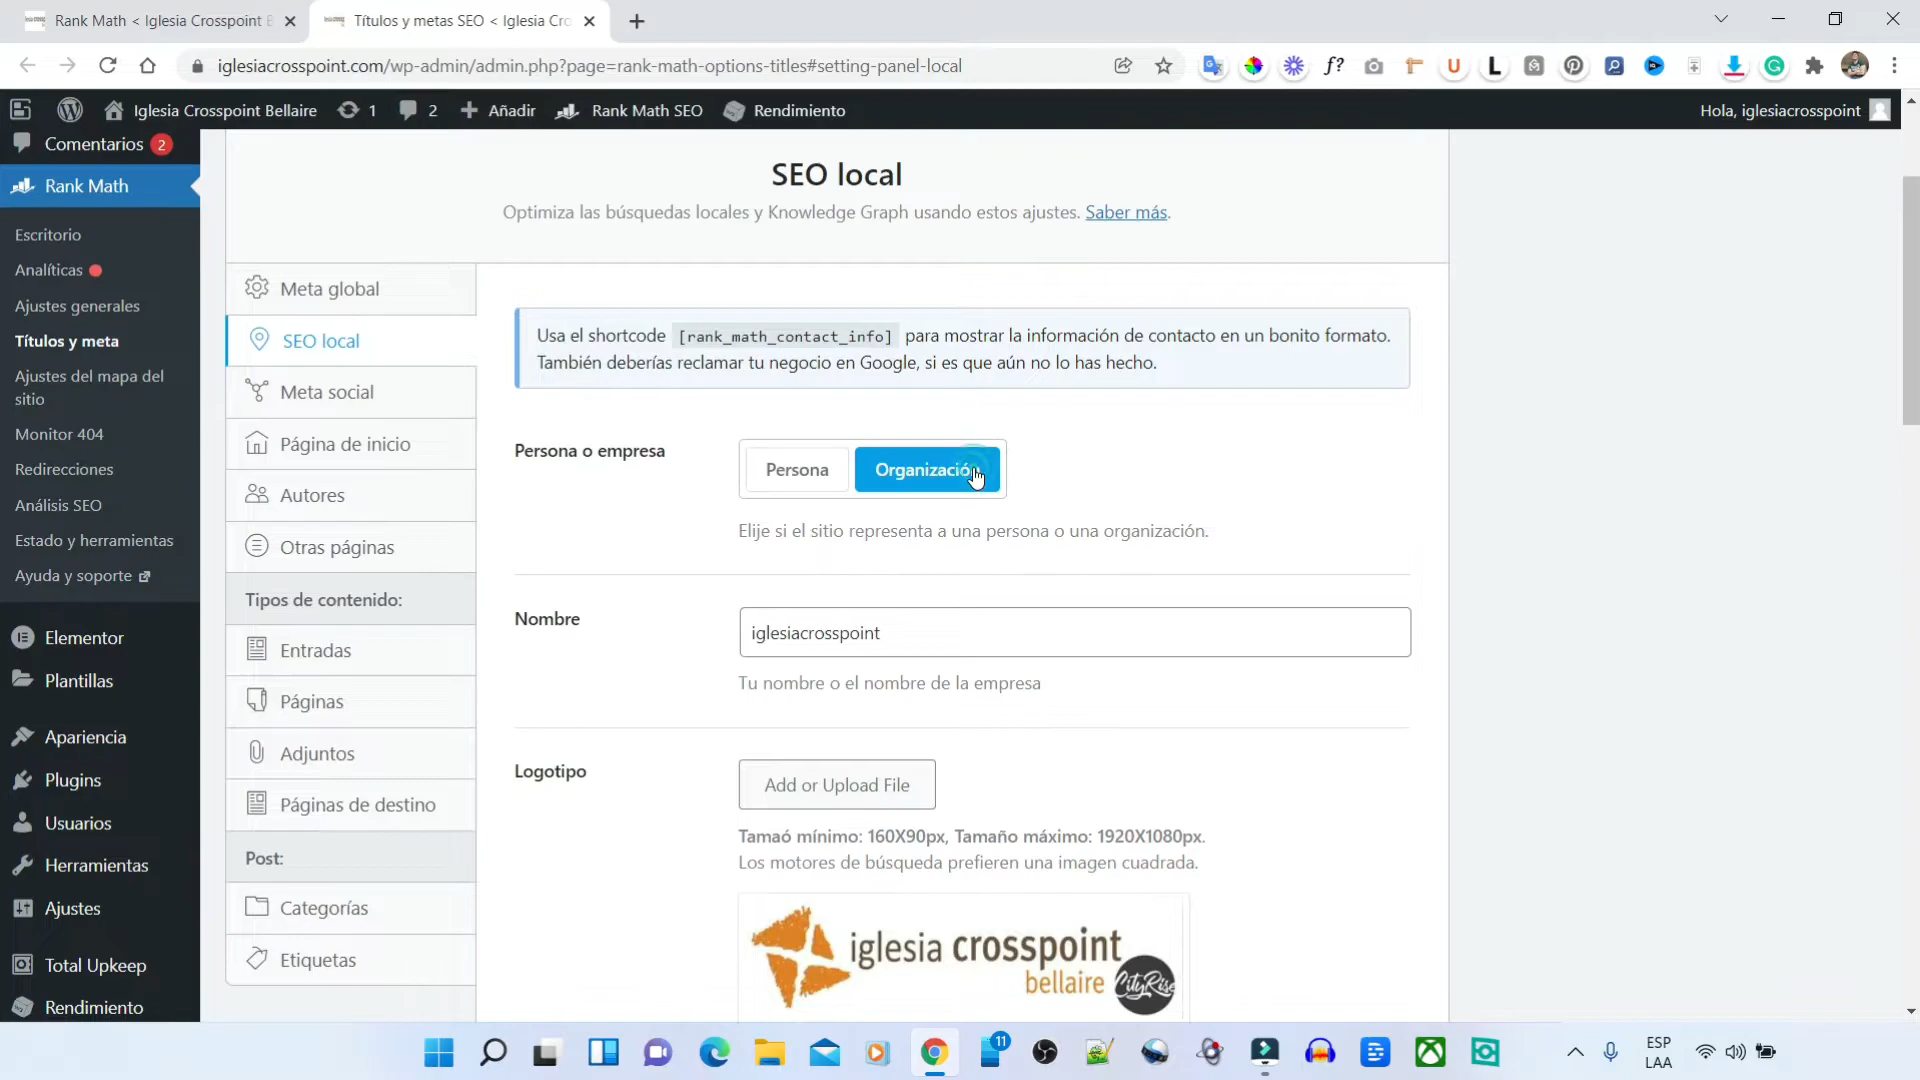 Rank Math < Iglesia Crosspoint B
Títulos y metas SEO < Iglesia Cro
iglesiacrosspoint.com/wp-admin/admin.php?page=rank-math-options-titles#setting-panel-local
Iglesia Crosspoint Bellaire
1
2
Añadir
Rank Math SEO
Rendimiento
Hola, iglesiacrosspoint
Comentarios 2
Rank Math
Escritorio
Analíticas
Ajustes generales
Títulos y meta
Ajustes del mapa del
sitio
Monitor 404
Redirecciones
Análisis SEO
Estado y herramientas
Ayuda y soporte
Elementor
Plantillas
Apariencia
Plugins
Usuarios
Herramientas
Ajustes
Total Upkeep
Rendimiento
SEO local
Optimiza las búsquedas locales y Knowledge Graph usando estos ajustes. Saber más.
Meta global
SEO local
Meta social
Página de inicio
Autores
Otras páginas
Tipos de contenido:
Entradas
Páginas
Adjuntos
Páginas de destino
Post:
Categorías
Etiquetas
Usa el shortcode [rank_math_contact_info] para mostrar la información de contacto en un bonito formato.
También deberías reclamar tu negocio en Google, si es que aún no lo has hecho.
Persona o empresa
Persona
Organización
Elije si el sitio representa a una persona o una organización.
Nombre
iglesiacrosspoint
Tu nombre o el nombre de la empresa
Logotipo
Add or Upload File
Tamaó mínimo: 160X90px, Tamaño máximo: 1920X1080px.
Los motores de búsqueda prefieren una imagen cuadrada.
iglesia crosspoint
bellaire
CityRise
11
ESP
LAA